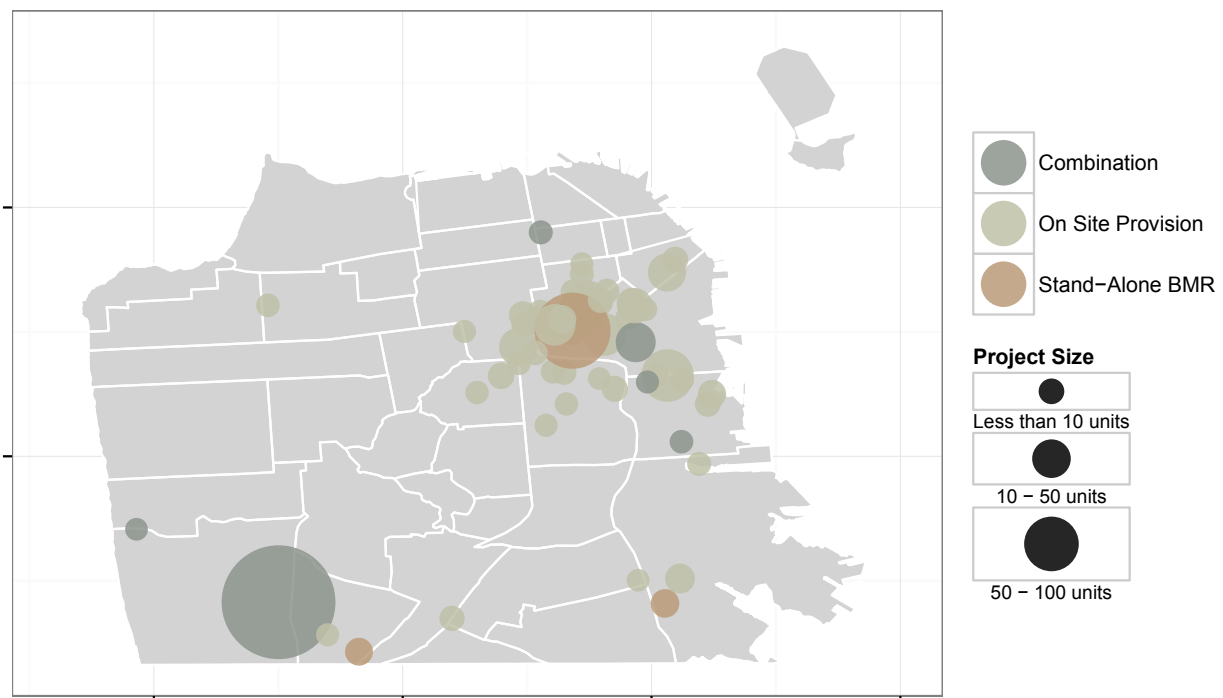 Combination
On Site Provision
Stand−Alone BMR
Project Size
Less than 10 units
10 − 50 units
50 − 100 units